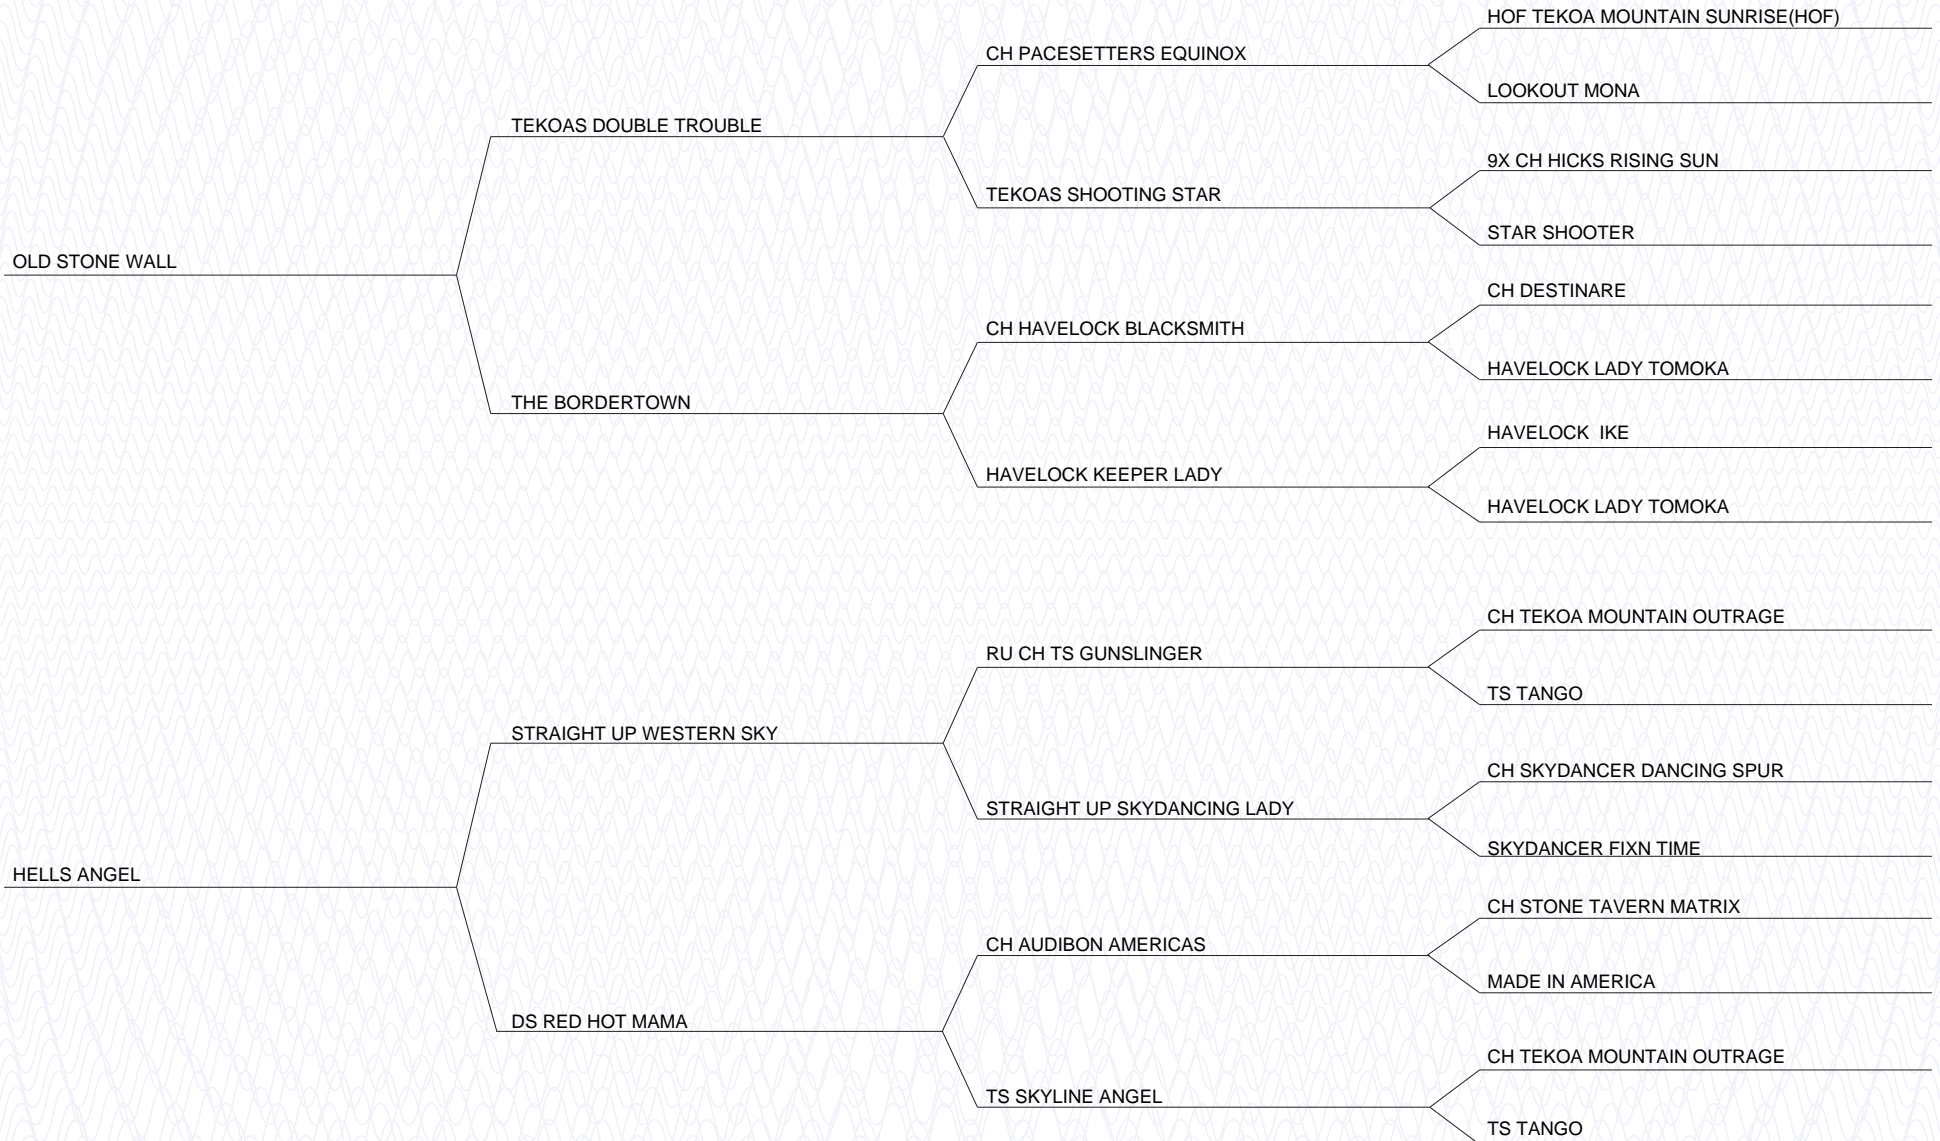 HOF TEKOA MOUNTAIN SUNRISE(HOF)
CH PACESETTERS EQUINOX
LOOKOUT MONA
TEKOAS DOUBLE TROUBLE
9X CH HICKS RISING SUN
TEKOAS SHOOTING STAR
STAR SHOOTER
OLD STONE WALL
CH DESTINARE
CH HAVELOCK BLACKSMITH
HAVELOCK LADY TOMOKA
THE BORDERTOWN
HAVELOCK  IKE
HAVELOCK KEEPER LADY
HAVELOCK LADY TOMOKA
CH TEKOA MOUNTAIN OUTRAGE
RU CH TS GUNSLINGER
TS TANGO
STRAIGHT UP WESTERN SKY
CH SKYDANCER DANCING SPUR
STRAIGHT UP SKYDANCING LADY
SKYDANCER FIXN TIME
HELLS ANGEL
CH STONE TAVERN MATRIX
CH AUDIBON AMERICAS
MADE IN AMERICA
DS RED HOT MAMA
CH TEKOA MOUNTAIN OUTRAGE
TS SKYLINE ANGEL
TS TANGO